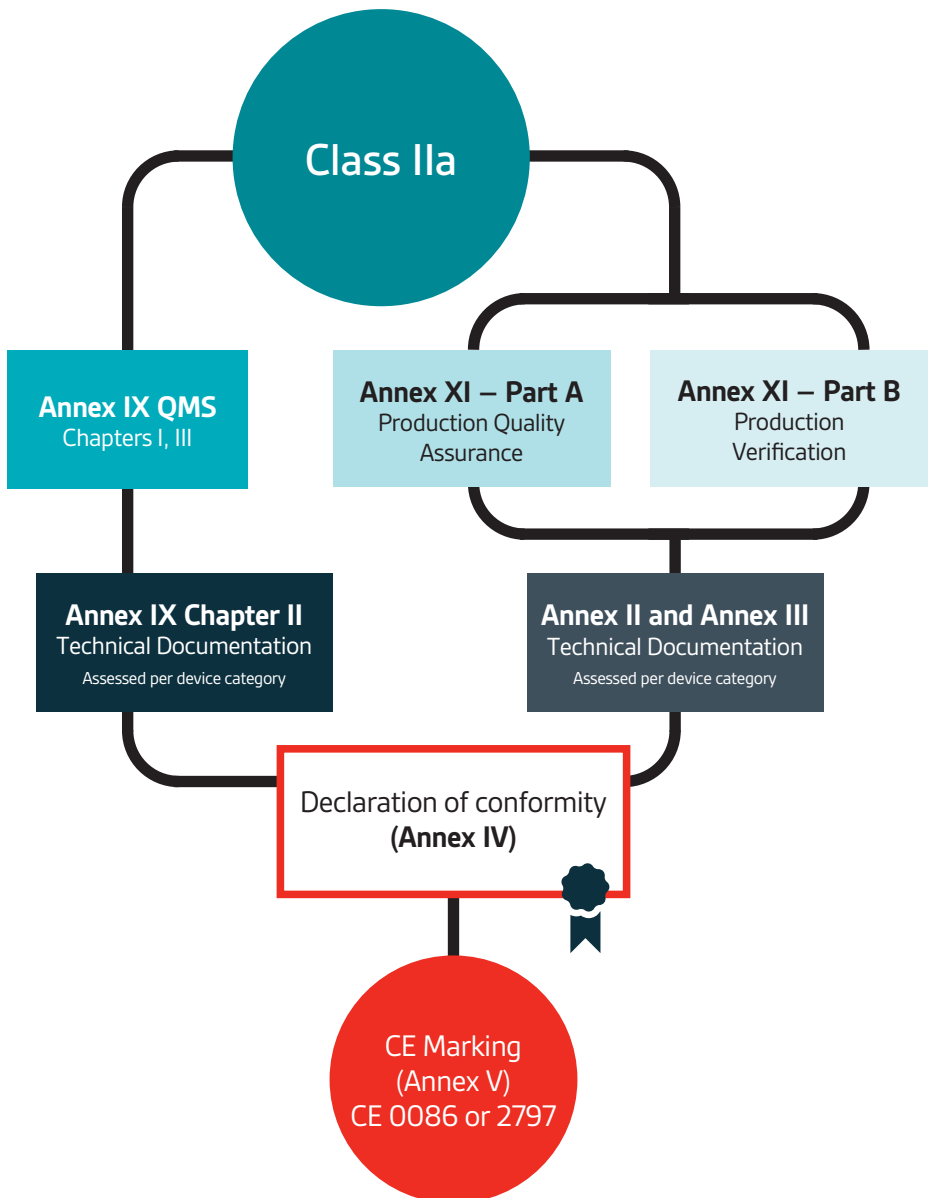 Class IIa
Annex IX QMS
Chapters I, III
Annex XI – Part A
Production Quality
Assurance
Annex XI – Part B
Production
Verification
Annex IX Chapter II
Technical Documentation
Assessed per device category
Annex II and Annex III
Technical Documentation
Assessed per device category
Declaration of conformity
(Annex IV)
CE Marking
(Annex V)
CE 0086 or 2797